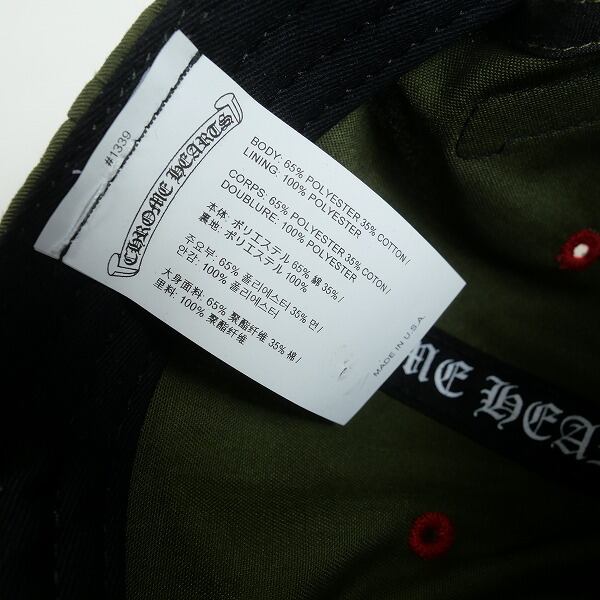 #1339
CHROME HEARTS
BODY: 65% POLYESTER 35% COTTON/
LINING: 100% POLYESTER
CORPS: 65% POLYESTER 35% COTON/
DOUBLURE: 100% POLYESTER
本体: ポリエステル 65% 綿 35%/
裏地: ポリエステル 100%
주요부: 65% 폴리에스터 35% 면/
안감: 100% 폴리에스터
大身面料: 65% 聚酯纤维 35% 棉/
里料: 100% 聚酯纤维
MADE IN U.S.A.
OME HEA